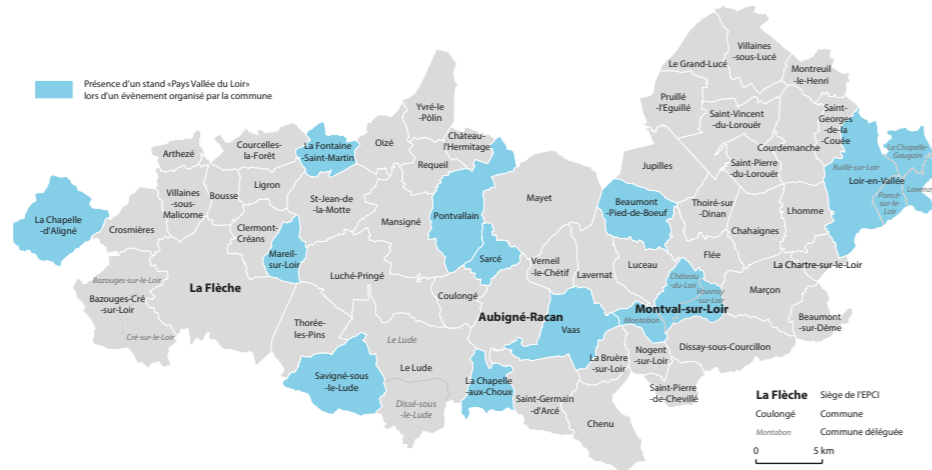 Présence d'un stand «Pays Vallée du Loir»
lors d'un évènement organisé par la commune
Le Grand-Lucé
Villaines
-sous-Lucé
Montreuil
-le-Henri
Pruillé
-l'Eguillé
Saint-Vincent
-du-Lorouër
Saint-
Georges
-de-la
-Couée
Yvré-le
-Pôlin
Château-
l'Hermitage
Courdemanche
La Chapelle-
Gaugain
Arthezé
Courcelles-
la-Forêt
La Fontaine
-Saint-Martin
Oizé
Requeil
Jupilles
Saint-Pierre
-du-Lorouër
Ruillé-sur-Loir
Loir-en-Vallée
Lavenay
Poncé-
sur-le-
Loir
Villaines
-sous-
Malicorne
Bousse
Ligron
St-Jean-de
-la-Motte
Mansigné
Pontvallain
Mayet
Beaumont
-Pied-de-Boeuf
Thoiré-sur
-Dinan
Lhomme
La Chapelle
-d'Aligné
Crosmières
Clermont-
Créans
Chahaignes
Mareil-
sur-Loir
Sarcé
Verneil
-le-Chétif
Lavernat
Luceau
Flée
La Chartre-sur-le-Loir
Bazouges-sur-le-Loir
La Flèche
Luché-Pringé
Château-
du-Loir
Vouvray-
sur-Loir
Marçon
Bazouges-Cré
-sur-Loir
Coulongé
Aubigné-Racan
Montval-sur-Loir
Montabon
Beaumont
-sur-Dême
Cré-sur-le-Loir
Thorée-
les-Pins
Le Lude
Vaas
Dissay-sous-Courcillon
Nogent
-sur-Loir
La Bruère
-sur-Loir
Savigné-sous
-le-Lude
Le Lude
La Chapelle
-aux-Choux
Saint-Pierre
-de-Chevillé
Dissé-sous
-le-Lude
Saint-Germain
-d'Arcé
Chenu
La Flèche Siège de l'EPCI
Coulongé Commune
Montabon Commune déléguée
0 5 km